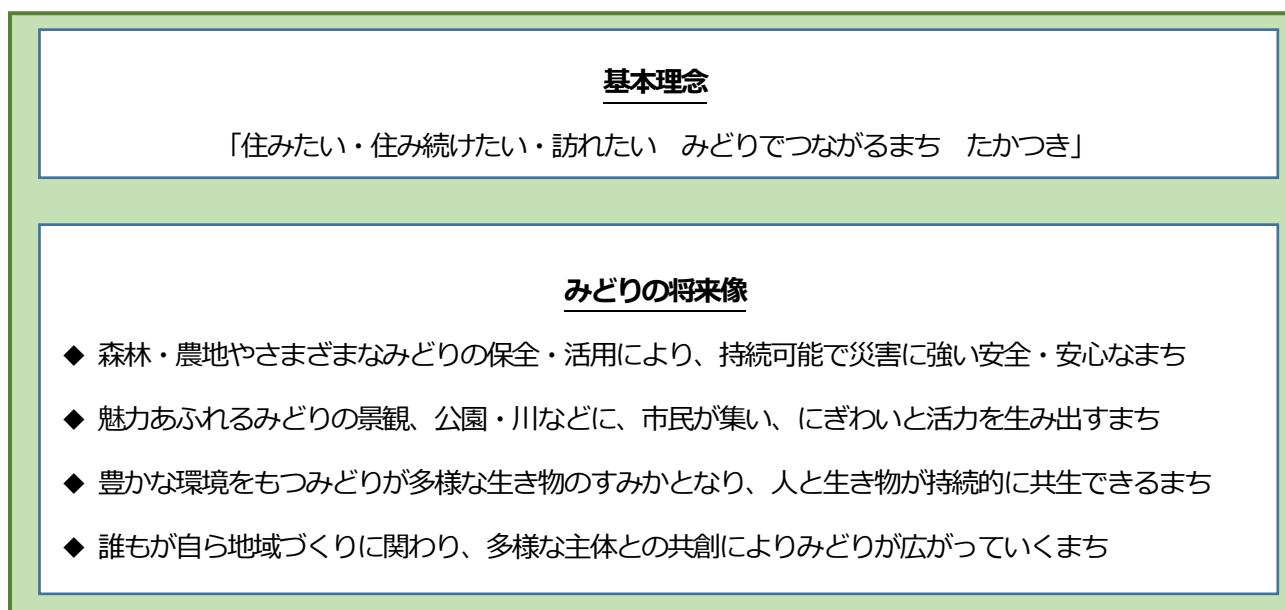 基本理念
「住みたい・住み続けたい・訪れたい　みどりでつながるまち　たかつき」
みどりの将来像
◆ 森林・農地やさまざまなみどりの保全・活用により、持続可能で災害に強い安全・安心なまち
◆ 魅力あふれるみどりの景観、公園・川などに、市民が集い、にぎわいと活力を生み出すまち
◆ 豊かな環境をもつみどりが多様な生き物のすみかとなり、人と生き物が持続的に共生できるまち
◆ 誰もが自ら地域づくりに関わり、多様な主体との共創によりみどりが広がっていくまち